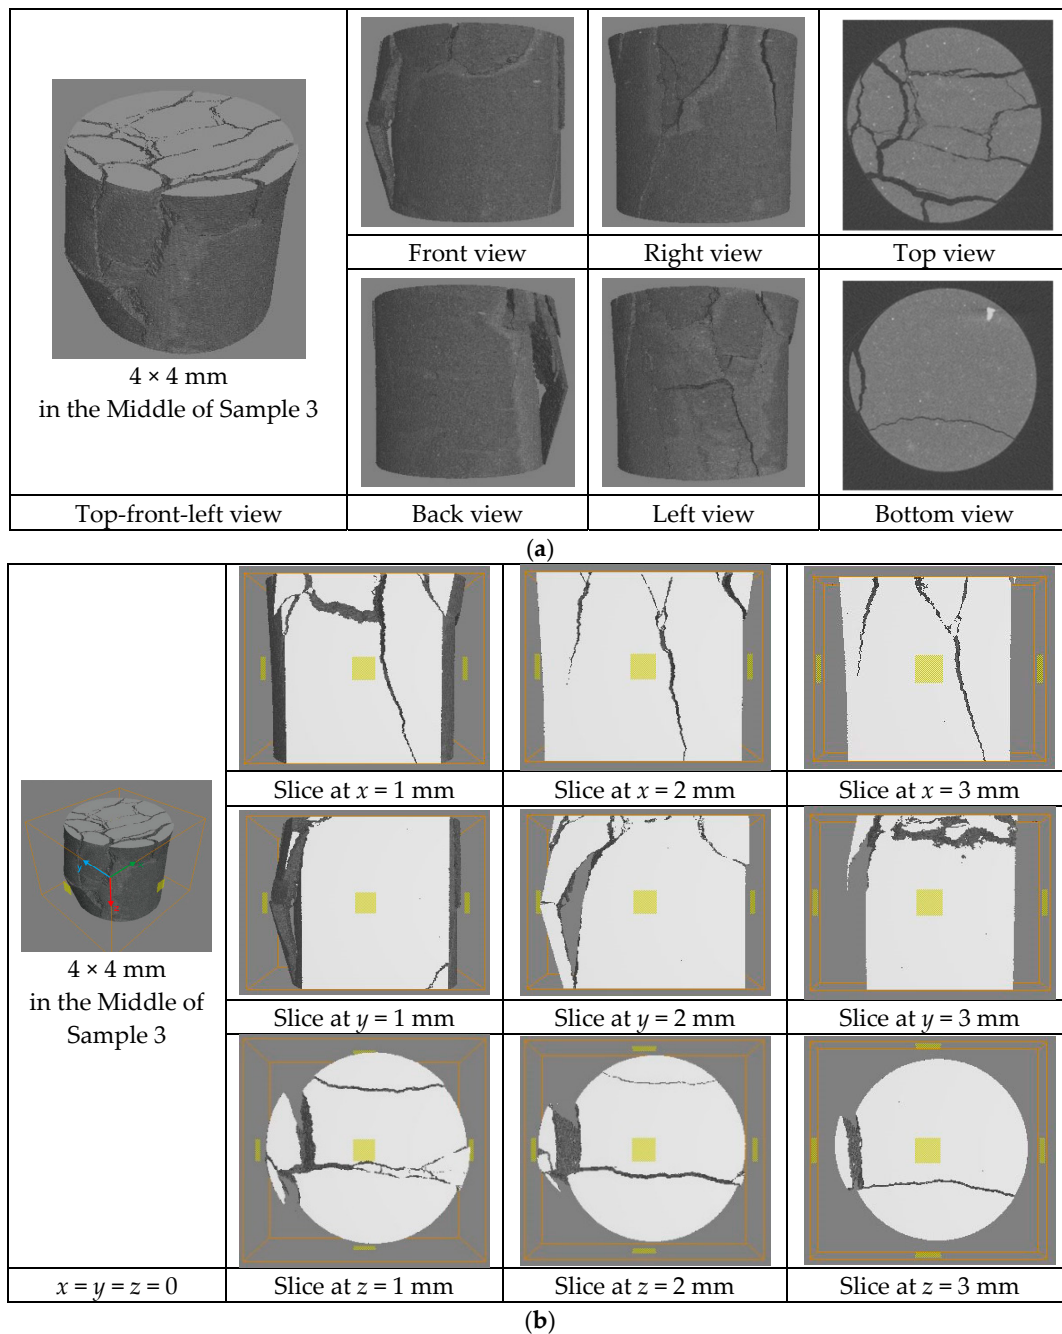 Front view
Right view
Top view
4 × 4 mm
in the Middle of Sample 3
Top-front-left view
Back view
Left view
Bottom view
(a)
Slice at x = 1 mm
Slice at x = 2 mm
Slice at x = 3 mm
y
4 × 4 mm
in the Middle of
Sample 3
Slice at y = 1 mm
Slice at y = 2 mm
Slice at y = 3 mm
x = y = z = 0
Slice at z = 1 mm
Slice at z = 2 mm
Slice at z = 3 mm
(b)